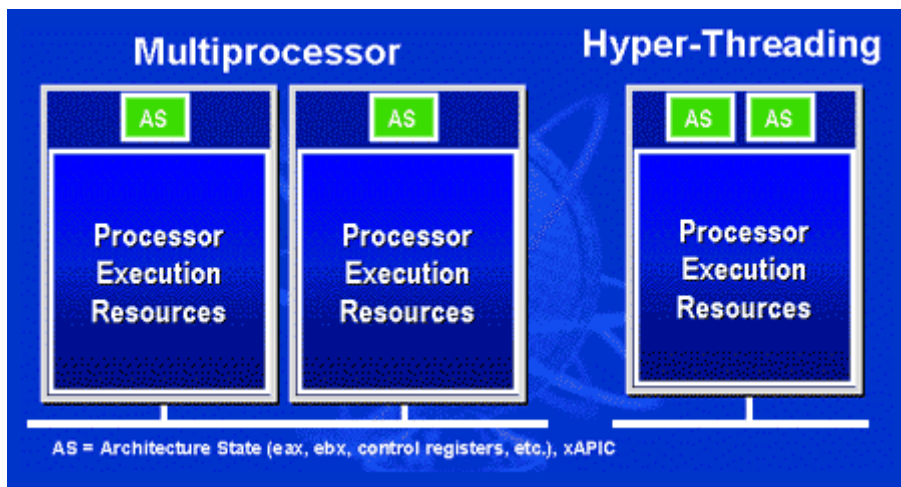 Multiprocessor
Hyper-Threading
AS
AS
AS AS
Processor
Execution
Resources
Processor
Execution
Resources
Processor
Execution
Resources
AS = Architecture State (eax, ebx, control registers, etc.), xAPIC